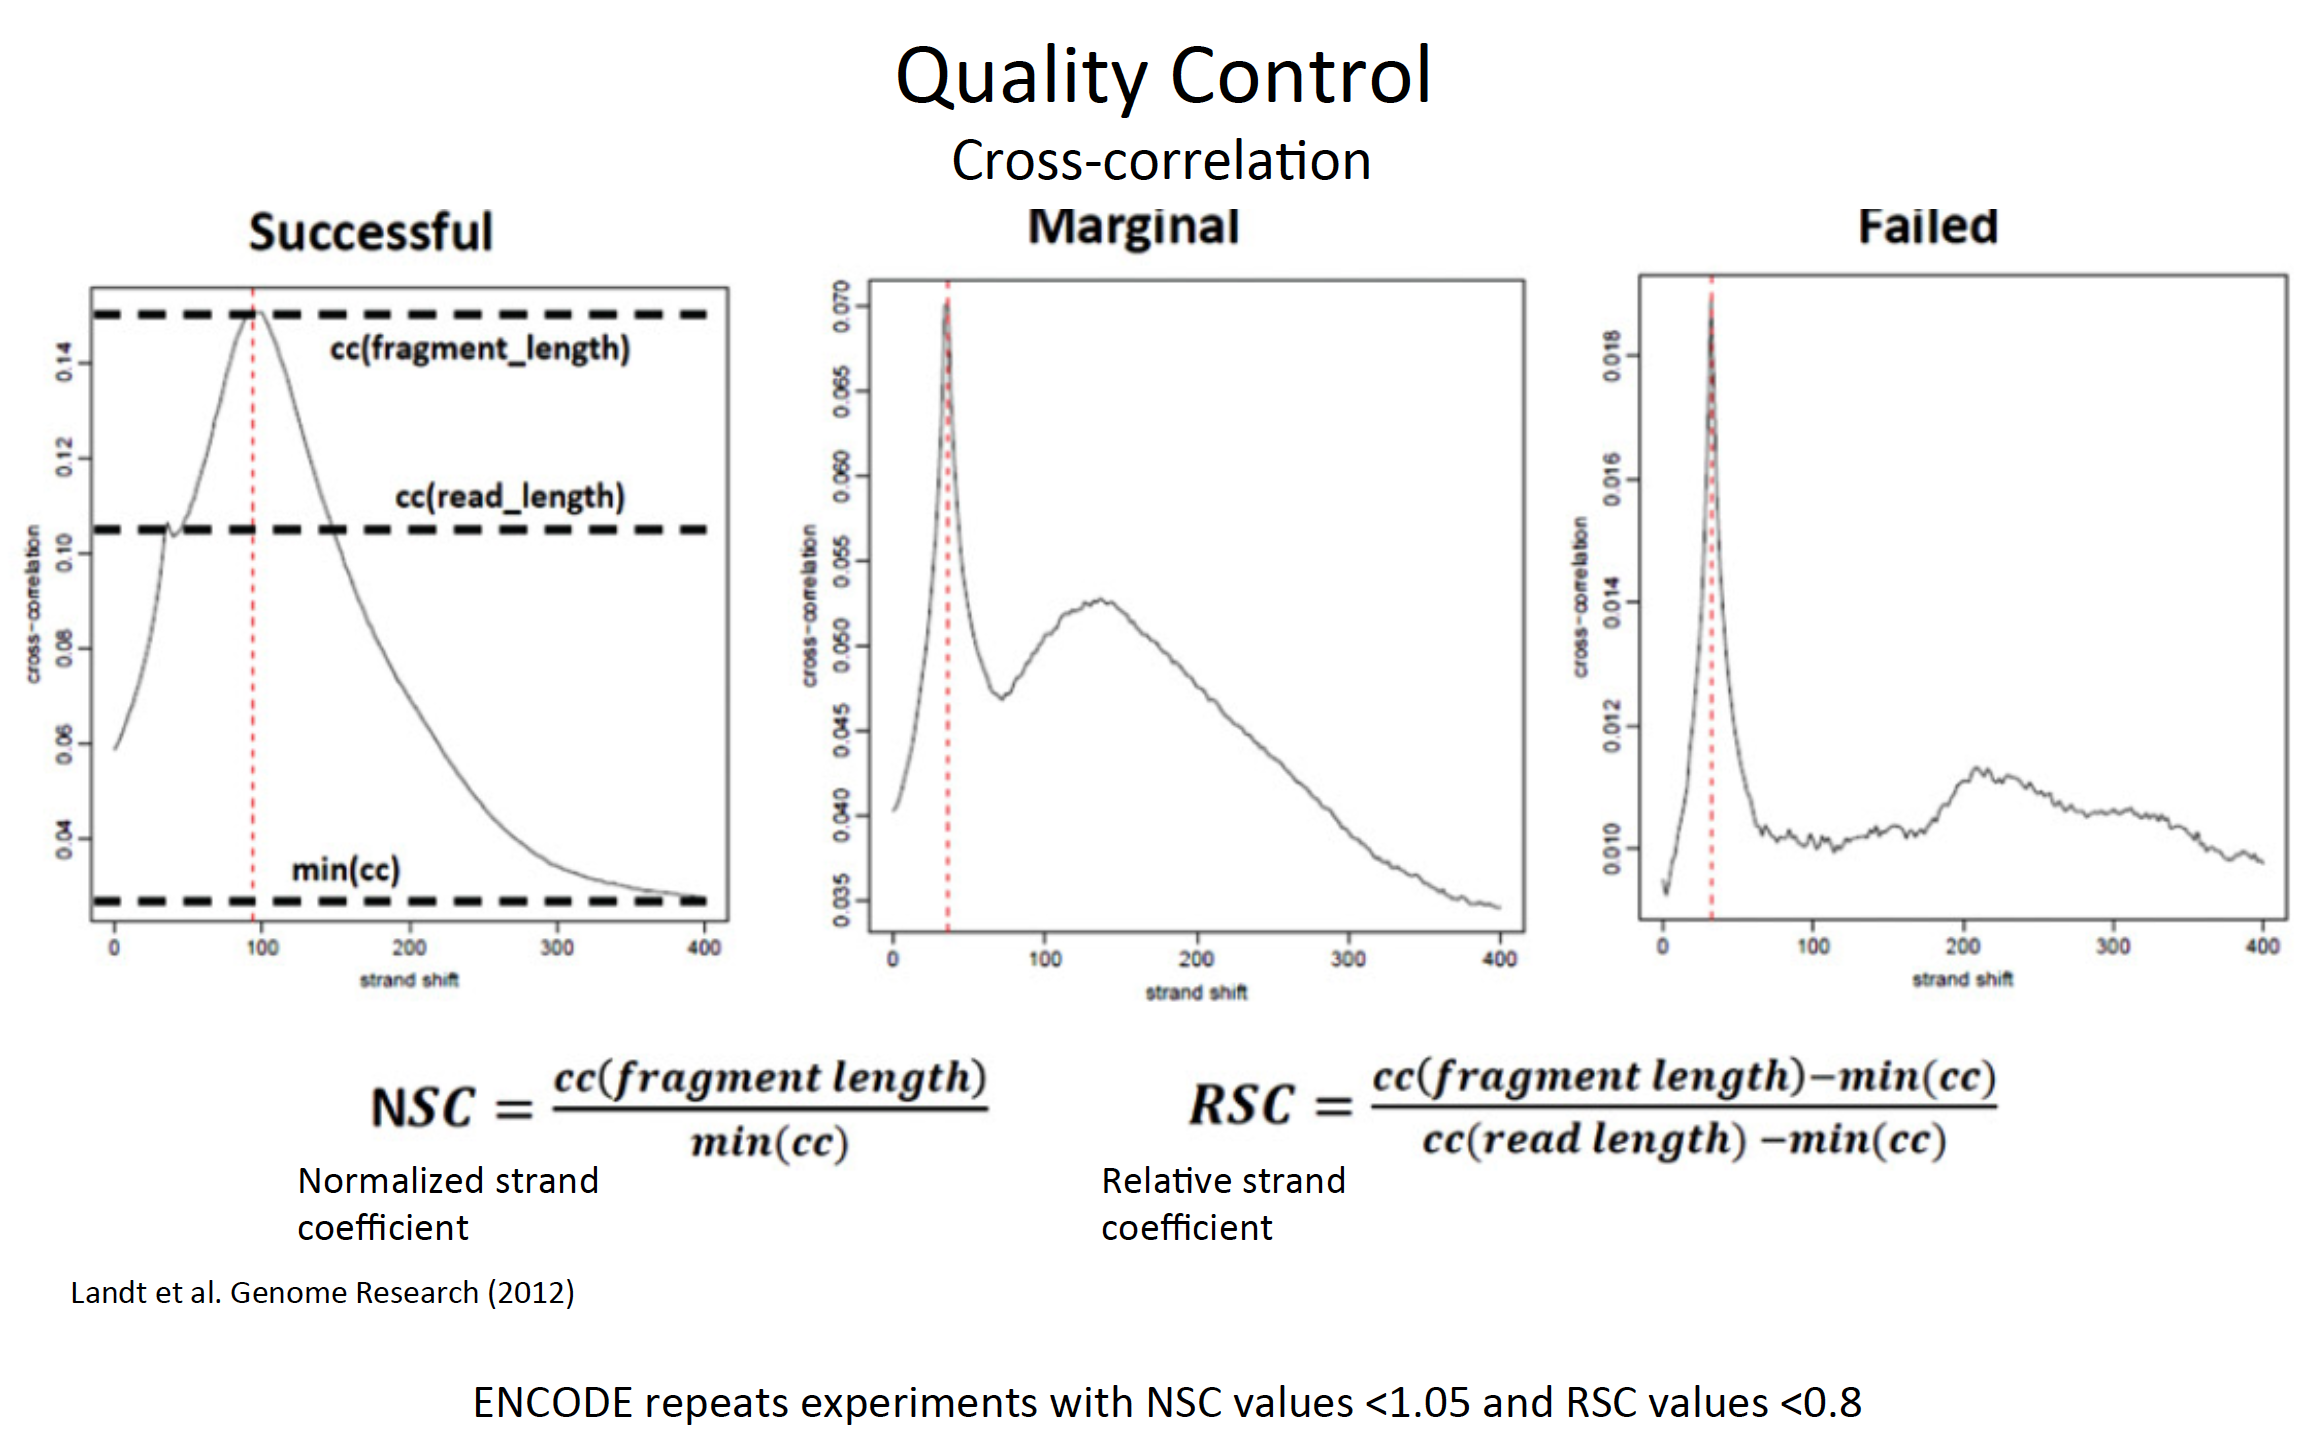 Quality Control
Cross-correlation
Successful
Marginal
Failed
cc(fragment_length)
cc(read_length)
min(cc)
cross-correlation
0.04
0.06
0.08
0.10
0.12
0.14
0
100
200
300
400
strand shift
cross-correlation
0.035
0.040
0.045
0.050
0.055
0.060
0.065
0.070
0
100
200
300
400
strand shift
cross-correlation
0.010
0.012
0.014
0.016
0.018
0
100
200
300
400
strand shift
NSC = cc(fragment length)
min(cc)
Normalized strand
coefficient
RSC = cc(fragment length)−min(cc)
cc(read length) −min(cc)
Relative strand
coefficient
Landt et al. Genome Research (2012)
ENCODE repeats experiments with NSC values <1.05 and RSC values <0.8